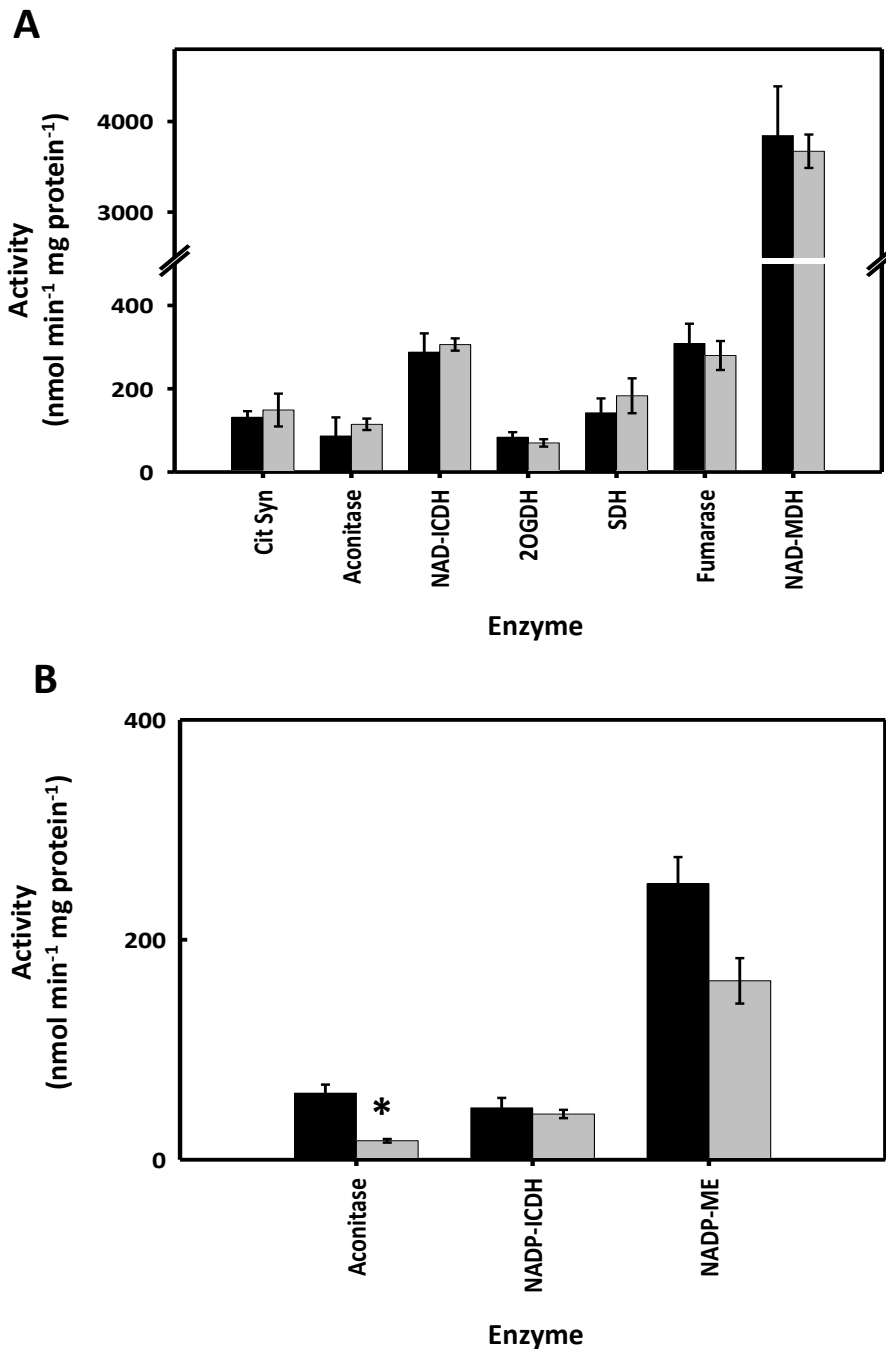 A
Activity
(nmol min⁻¹ mg protein⁻¹)
4000
3000
400
200
0
Cit Syn
Aconitase
NAD-ICDH
2OGDH
SDH
Fumarase
NAD-MDH
Enzyme
B
Activity
(nmol min⁻¹ mg protein⁻¹)
400
200
0
*
Aconitase
NADP-ICDH
NADP-ME
Enzyme